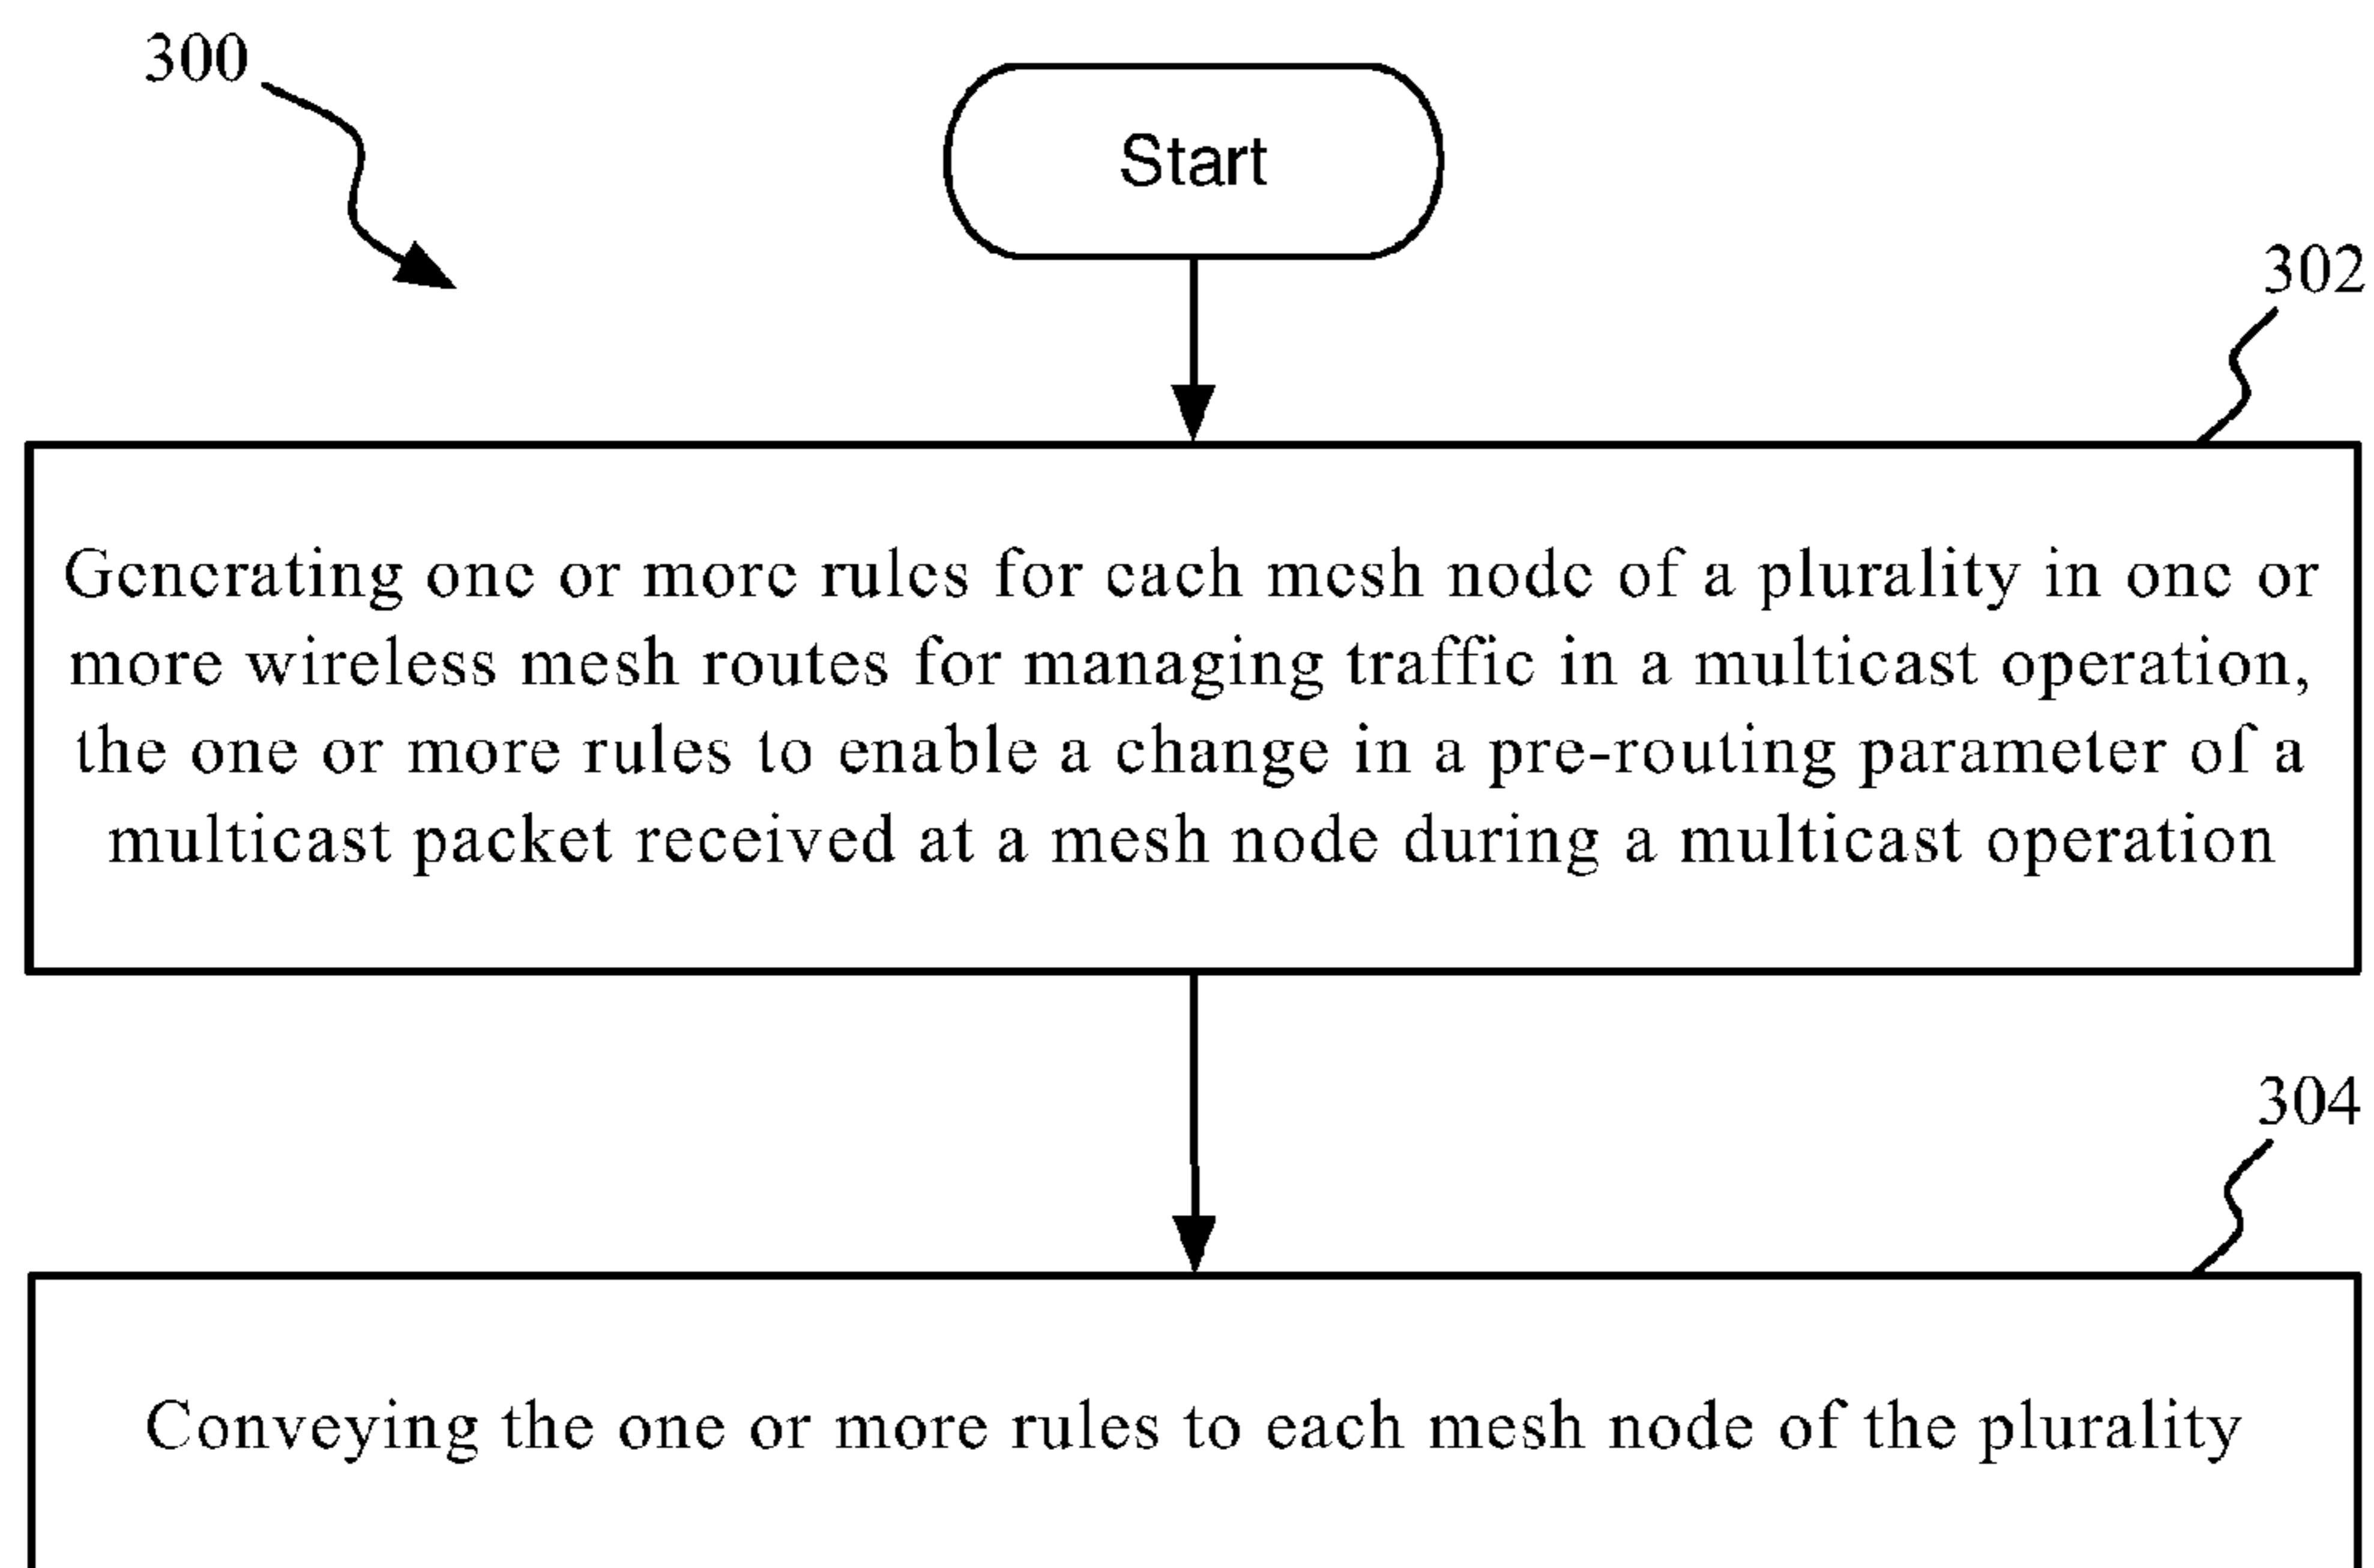 300
Start
302
Generating one or more rules for each mesh node of a plurality in one or
more wireless mesh routes for managing traffic in a multicast operation,
the one or more rules to enable a change in a pre-routing parameter of a
multicast packet received at a mesh node during a multicast operation
304
Conveying the one or more rules to each mesh node of the plurality